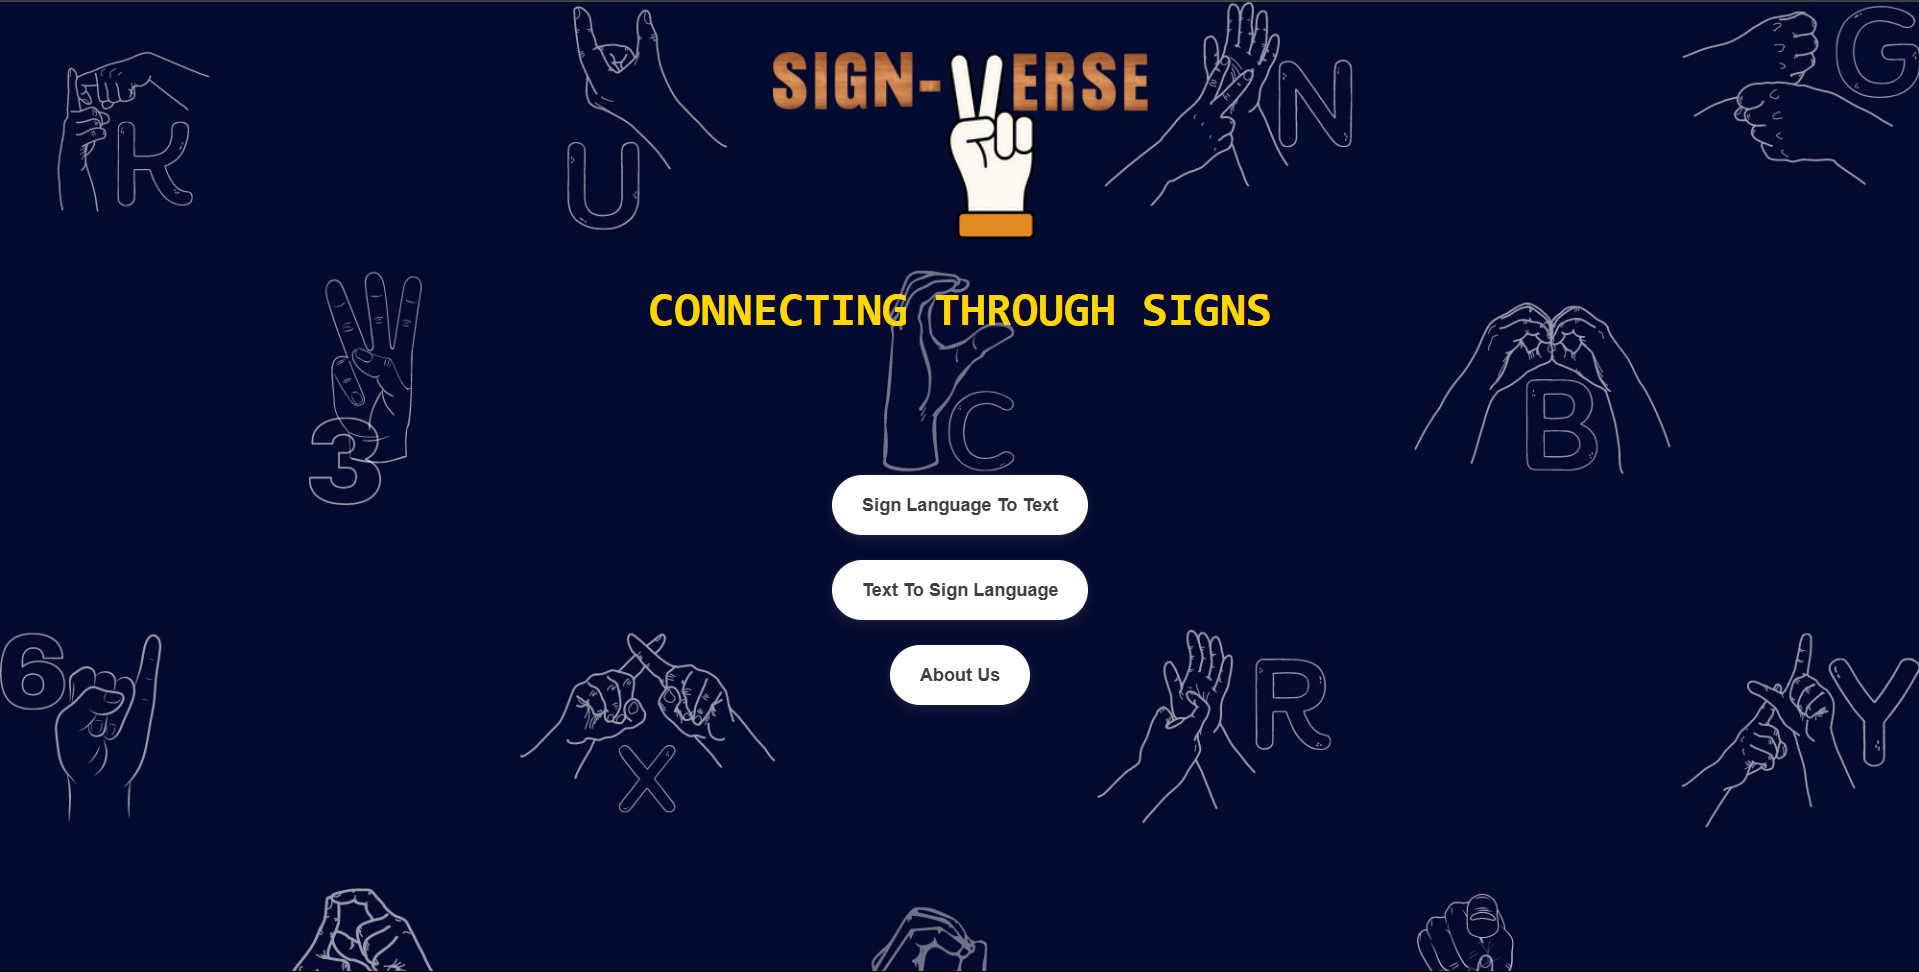 SIGN-VERSE
K
U
N
G
CONNECTING THROUGH SIGNS
3
C
B
Sign Language To Text
Text To Sign Language
About Us
6
X
R
Y